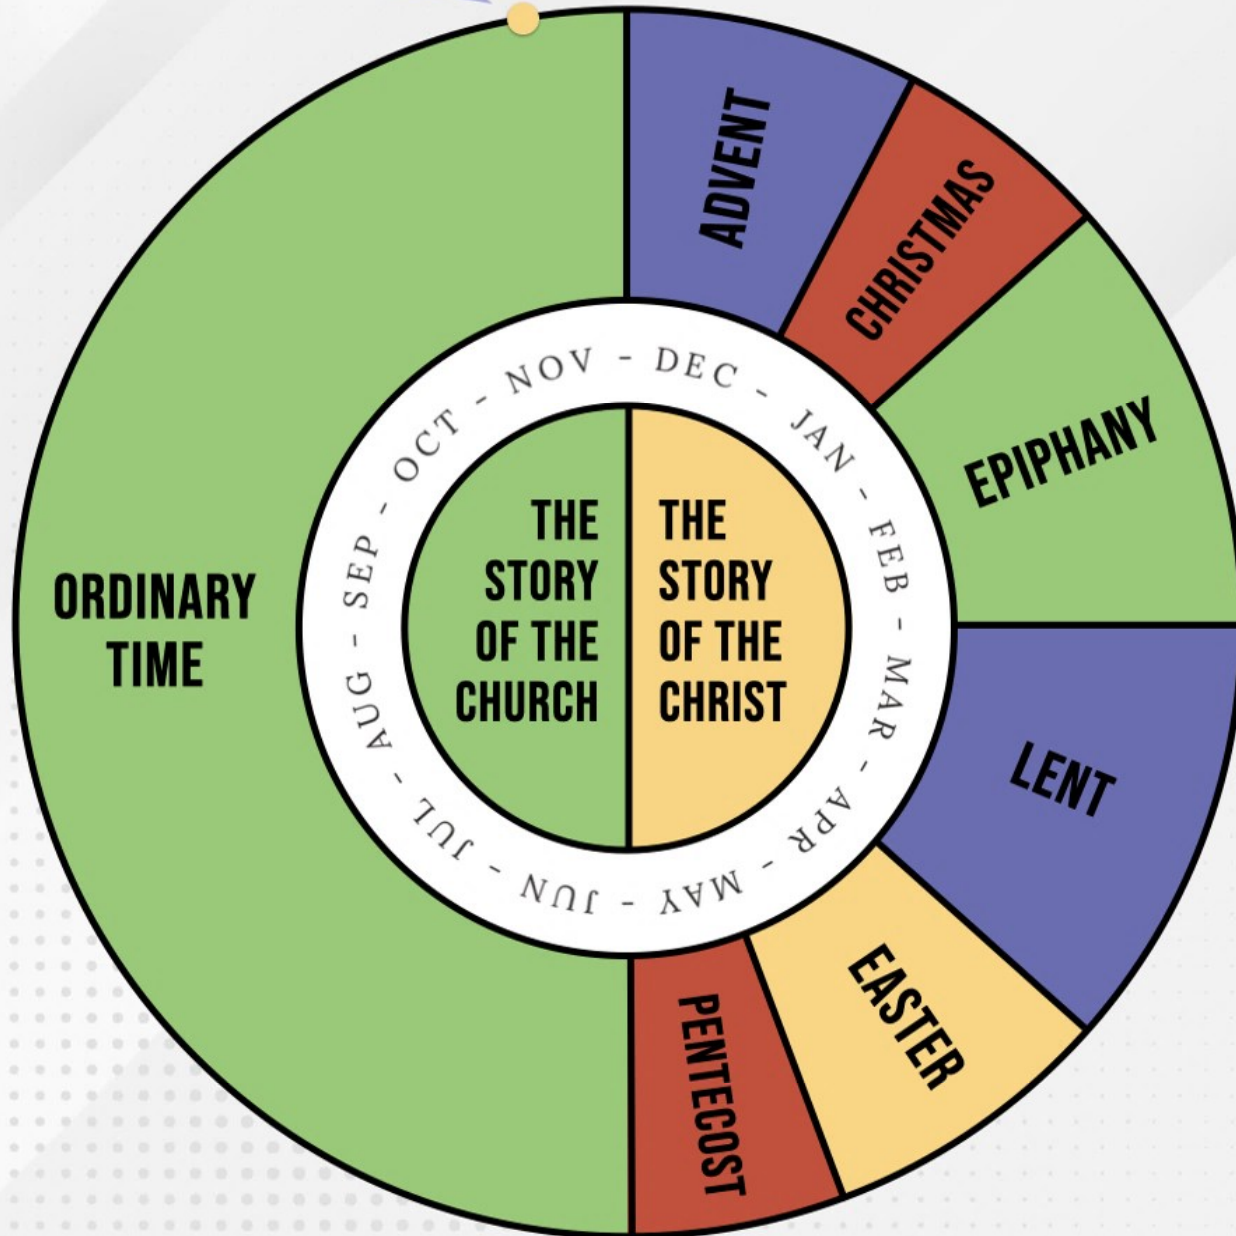 ADVENT
CHRISTMAS
EPIPHANY
LENT
EASTER
PENTECOST
ORDINARY
TIME
DEC - JAN - FEB - MAR - APR - MAY - JUN - JUL - AUG - SEP - OCT - NOV -
THE
STORY
OF THE
CHURCH
THE
STORY
OF THE
CHRIST